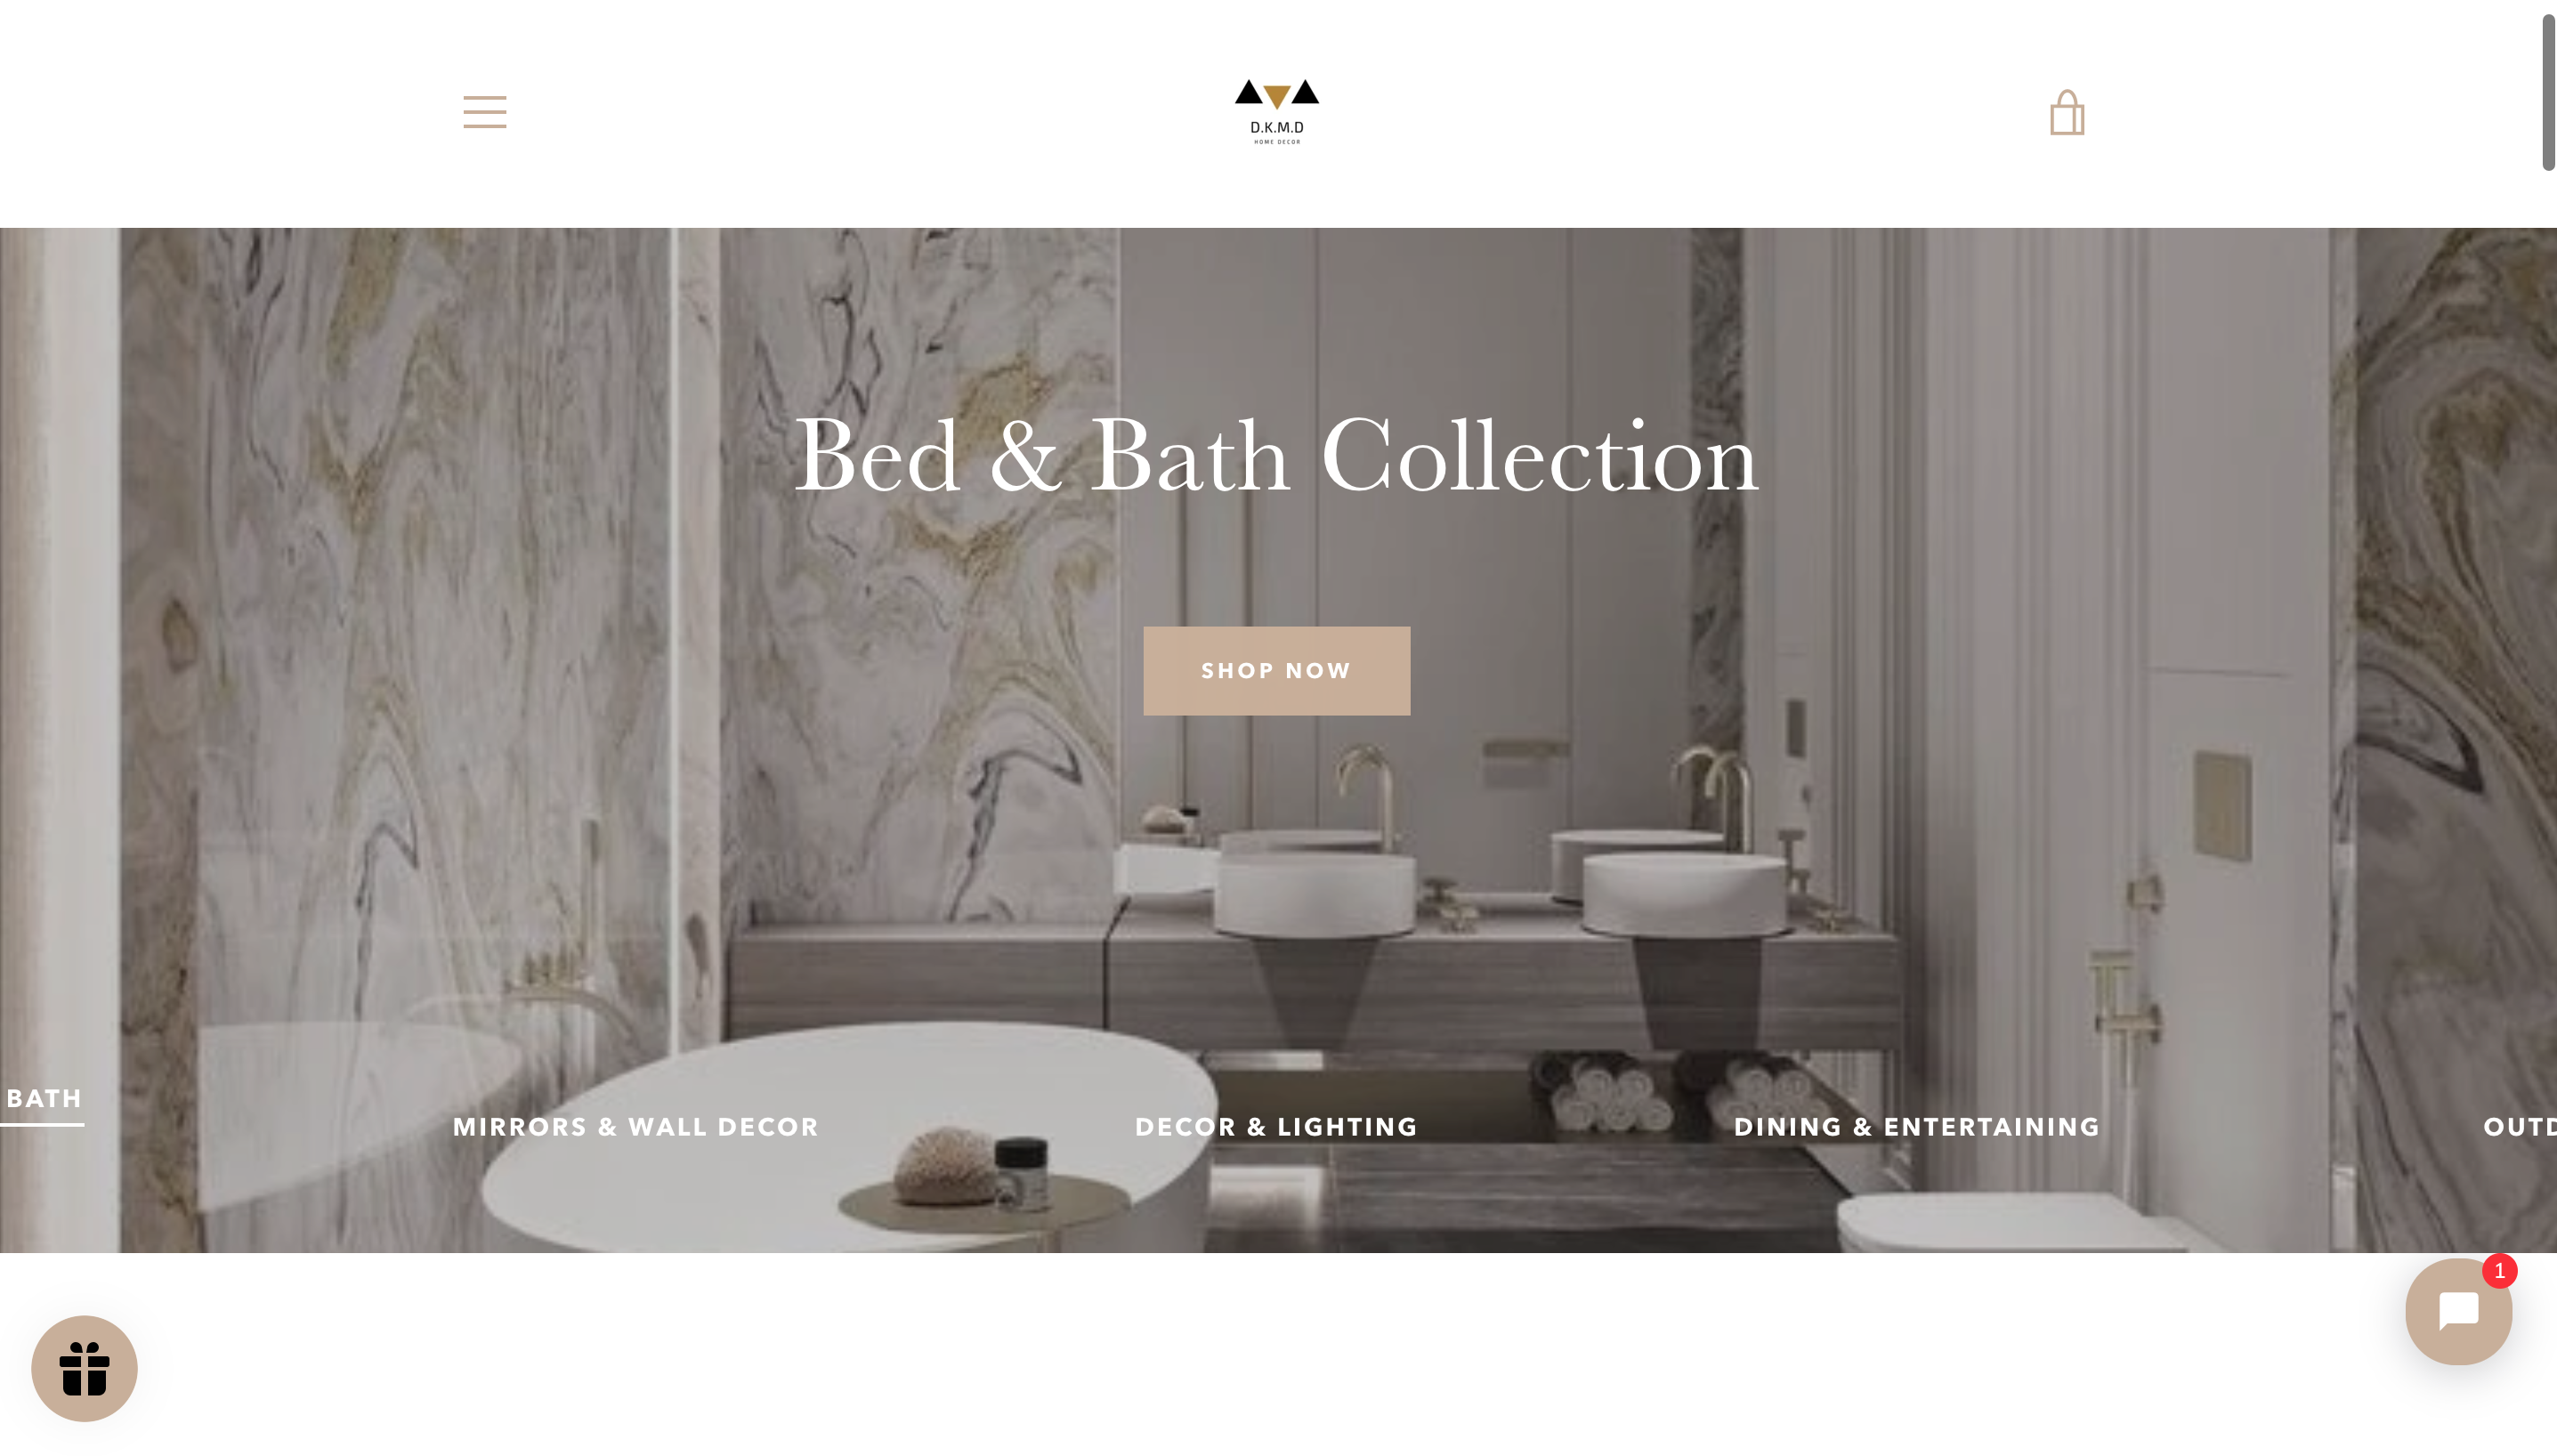 D.K.M.D
HOME DECOR
Bed & Bath Collection
SHOP NOW
BATH
MIRRORS & WALL DECOR
DECOR & LIGHTING
DINING & ENTERTAINING
OUTD
1